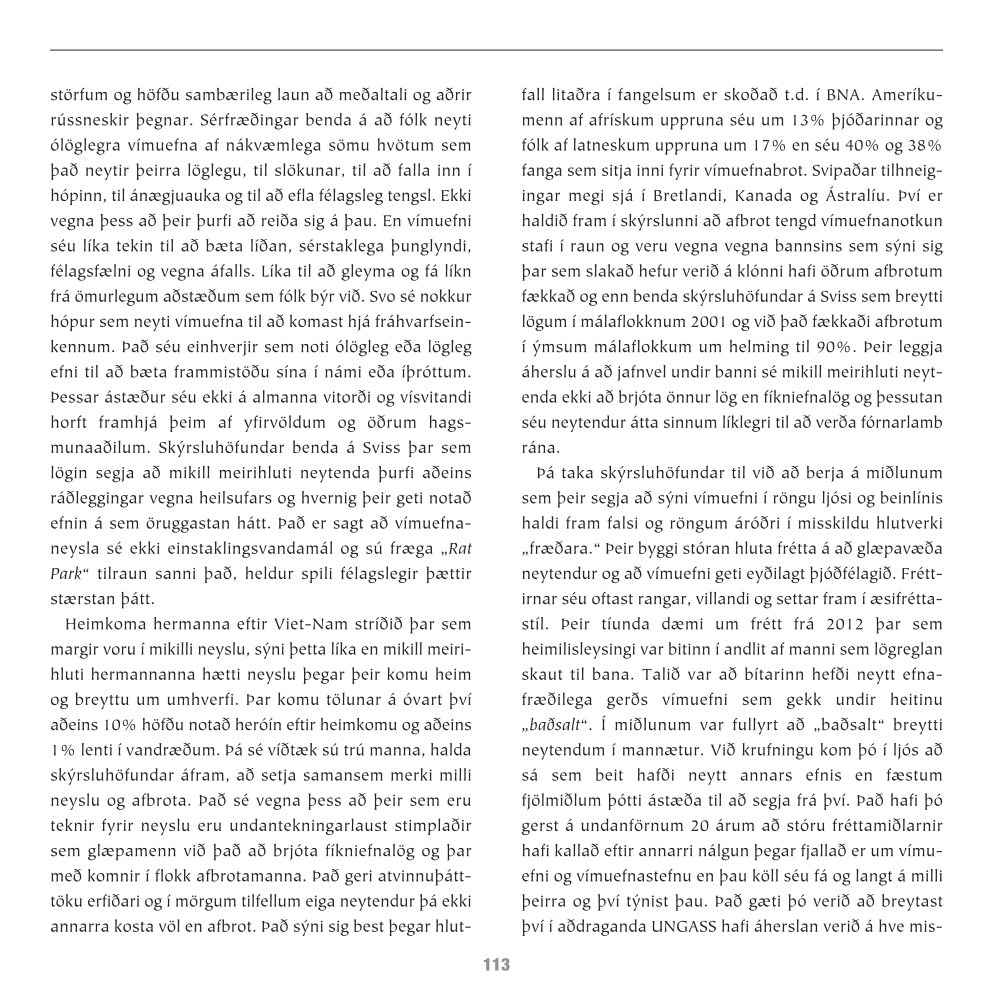 störfum og höfðu sambærileg laun að meðaltali og aðrir
rússneskir þegnar. Sérfræðingar benda á að fólk neyti
ólöglegra vímuefna af nákvæmlega sömu hvötum sem
það neytir þeirra löglegu, til slökunar, til að falla inn í
hópinn, til ánægjuauka og til að efla félagsleg tengsl. Ekki
vegna þess að þeir þurfi að reiða sig á þau. En vímuefni
séu líka tekin til að bæta líðan, sérstaklega þunglyndi,
félagsfælni og vegna áfalls. Líka til að gleyma og fá líkn
frá ömurlegum aðstæðum sem fólk býr við. Svo sé nokkur
hópur sem neyti vímuefna til að komast hjá fráhvarfsein-
kennum. Það séu einhverjir sem noti ólögleg eða lögleg
efni til að bæta frammistöðu sína í námi eða íþróttum.
Þessar ástæður séu ekki á almanna vitorði og vísvitandi
horft framhjá þeim af yfirvöldum og öðrum hags-
munaaðilum. Skýrsluhöfundar benda á Sviss þar sem
lögin segja að mikill meirihluti neytenda þurfi aðeins
ráðleggingar vegna heilsufars og hvernig þeir geti notað
efnin á sem öruggastan hátt. Það er sagt að vímuefna-
neysla sé ekki einstaklingsvandamál og sú fræga „Rat
Park“ tilraun sanni það, heldur spili félagslegir þættir
stærstan þátt.
Heimkoma hermanna eftir Viet-Nam stríðið þar sem
margir voru í mikilli neyslu, sýni þetta líka en mikill meiri-
hluti hermannanna hætti neyslu þegar þeir komu heim
og breyttu um umhverfi. Þar komu tölunar á óvart því
aðeins 10% höfðu notað heróín eftir heimkomu og aðeins
1% lenti í vandræðum. Þá sé víðtæk sú trú manna, halda
skýrsluhöfundar áfram, að setja samansem merki milli
neyslu og afbrota. Það sé vegna þess að þeir sem eru
teknir fyrir neyslu eru undantekningarlaust stimplaðir
sem glæpamenn við það að brjóta fíkniefnalög og þar
með komnir í flokk afbrotamanna. Það geri atvinnuþátt-
töku erfiðari og í mörgum tilfellum eiga neytendur þá ekki
annarra kosta völ en afbrot. Það sýni sig best þegar hlut-
fall litaðra í fangelsum er skoðað t.d. í BNA. Ameríku-
menn af afrískum uppruna séu um 13% þjóðarinnar og
fólk af latneskum uppruna um 17% en séu 40% og 38%
fanga sem sitja inni fyrir vímuefnabrot. Svipaðar tilhneig-
ingar megi sjá í Bretlandi, Kanada og Ástralíu. Því er
haldið fram í skýrslunni að afbrot tengd vímuefnanotkun
stafi í raun og veru vegna vegna bannsins sem sýni sig
þar sem slakað hefur verið á klónni hafi öðrum afbrotum
fækkað og enn benda skýrsluhöfundar á Sviss sem breytti
lögum í málaflokknum 2001 og við það fækkaði afbrotum
í ýmsum málaflokkum um helming til 90%. Þeir leggja
áherslu á að jafnvel undir banni sé mikill meirihluti neyt-
enda ekki að brjóta önnur lög en fíkniefnalög og þessutan
séu neytendur átta sinnum líklegri til að verða fórnarlamb
rána.
Þá taka skýrsluhöfundar til við að berja á miðlunum
sem þeir segja að sýni vímuefni í röngu ljósi og beinlínis
haldi fram falsi og röngum áróðri í misskildu hlutverki
„fræðara.“ Þeir byggi stóran hluta frétta á að glæpavæða
neytendur og að vímuefni geti eyðilagt þjóðfélagið. Frétt-
irnar séu oftast rangar, villandi og settar fram í æsifrétta-
stíl. Þeir tíunda dæmi um frétt frá 2012 þar sem
heimilisleysingi var bitinn í andlit af manni sem lögreglan
skaut til bana. Talið var að bítarinn hefði neytt efna-
fræðilega gerðs vímuefni sem gekk undir heitinu
„baðsalt“. Í miðlunum var fullyrt að „baðsalt“ breytti
neytendum í mannætur. Við krufningu kom þó í ljós að
sá sem beit hafði neytt annars efnis en fæstum
fjölmiðlum þótti ástæða til að segja frá því. Það hafi þó
gerst á undanförnum 20 árum að stóru fréttamiðlarnir
hafi kallað eftir annarri nálgun þegar fjallað er um vímu-
efni og vímuefnastefnu en þau köll séu fá og langt á milli
þeirra og því týnist þau. Það gæti þó verið að breytast
því í aðdraganda UNGASS hafi áherslan verið á hve mis-
113